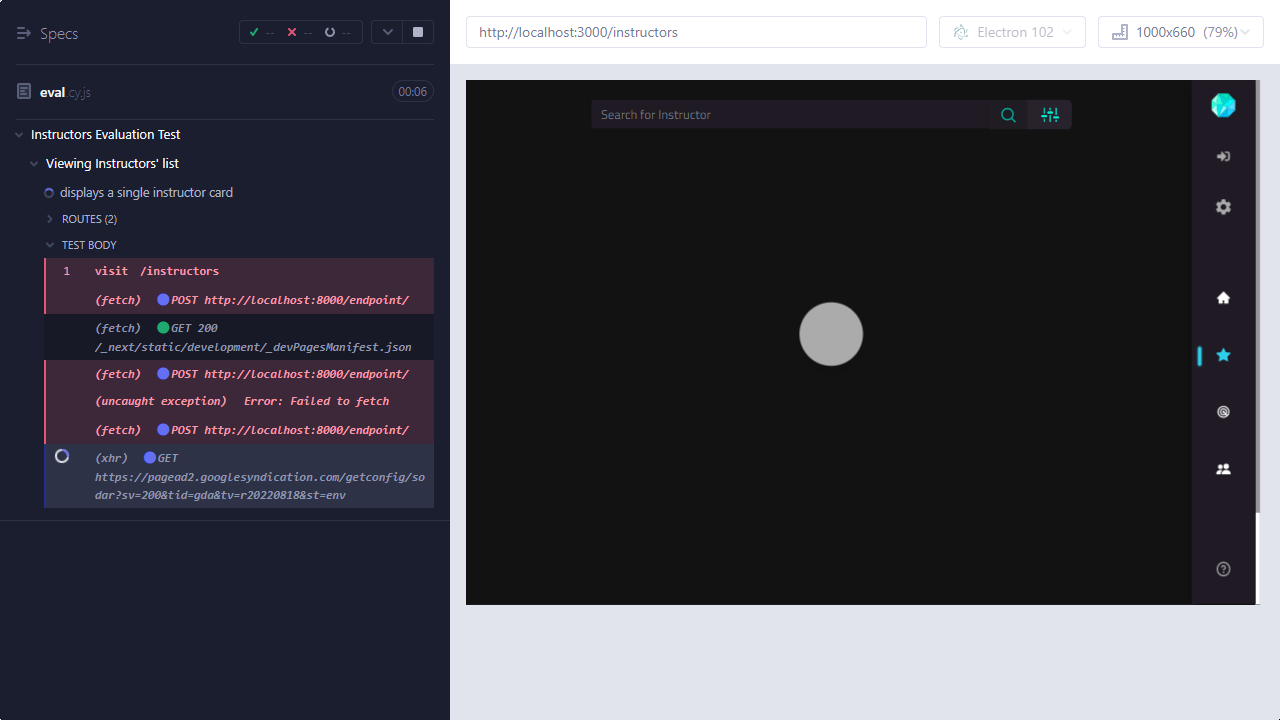 Specs
-- -- --
http://localhost:3000/instructors
Electron 102
1000x660 (79%)
eval.cy.js
00:06
Instructors Evaluation Test
Viewing Instructors' list
displays a single instructor card
ROUTES (2)
TEST BODY
1 visit /instructors
(fetch) POST http://localhost:8000/endpoint/
(fetch) GET 200
/_next/static/development/_devPagesManifest.json
(fetch) POST http://localhost:8000/endpoint/
(uncaught exception) Error: Failed to fetch
(fetch) POST http://localhost:8000/endpoint/
(xhr) GET
https://pagead2.googlesyndication.com/getconfig/so
dar?sv=200&tid=gda&tv=r20220818&st=env
Search for Instructor